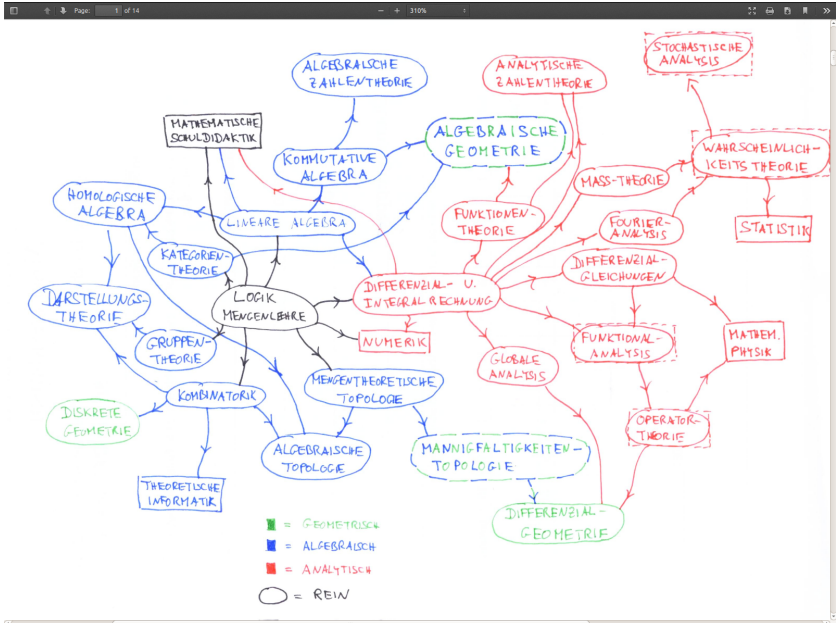 Page: 1 of 14
310%
ALGEBRAISCHE
ZAHLENTHEORIE
ANALYTISCHE
ZAHLENTHEORIE
STOCHASTISCHE
ANALYSIS
MATHEMATISCHE
SCHULDIDAKTIK
KOMMUTATIVE
ALGEBRA
ALGEBRAISCHE
GEOMETRIE
WAHRSCHEINLICH-
KEITSTHEORIE
MASS-THEORIE
HOMOLOGISCHE
ALGEBRA
LINEARE ALGEBRA
FUNKTIONEN-
THEORIE
FOURIER-
ANALYSIS
STATISTIK
KATEGORIEN-
THEORIE
DIFFERENZIAL-
GLEICHUNGEN
DARSTELLUNGS-
THEORIE
LOGIK
MENGENLEHRE
DIFFERENZIAL- U.
INTEGRALRECHNUNG
GRUPPEN-
THEORIE
NUMERIK
FUNKTIONAL-
ANALYSIS
MATHEM.
PHYSIK
GLOBALE
ANALYSIS
KOMBINATORIK
MENGENTHEORETISCHE
TOPOLOGIE
DISKRETE
GEOMETRIE
OPERATOR-
THEORIE
ALGEBRAISCHE
TOPOLOGIE
MANNIGFALTIGKEITEN-
TOPOLOGIE
THEORETISCHE
INFORMATIK
DIFFERENZIAL-
GEOMETRIE
= GEOMETRISCH
= ALGEBRAISCH
= ANALYTISCH
= REIN